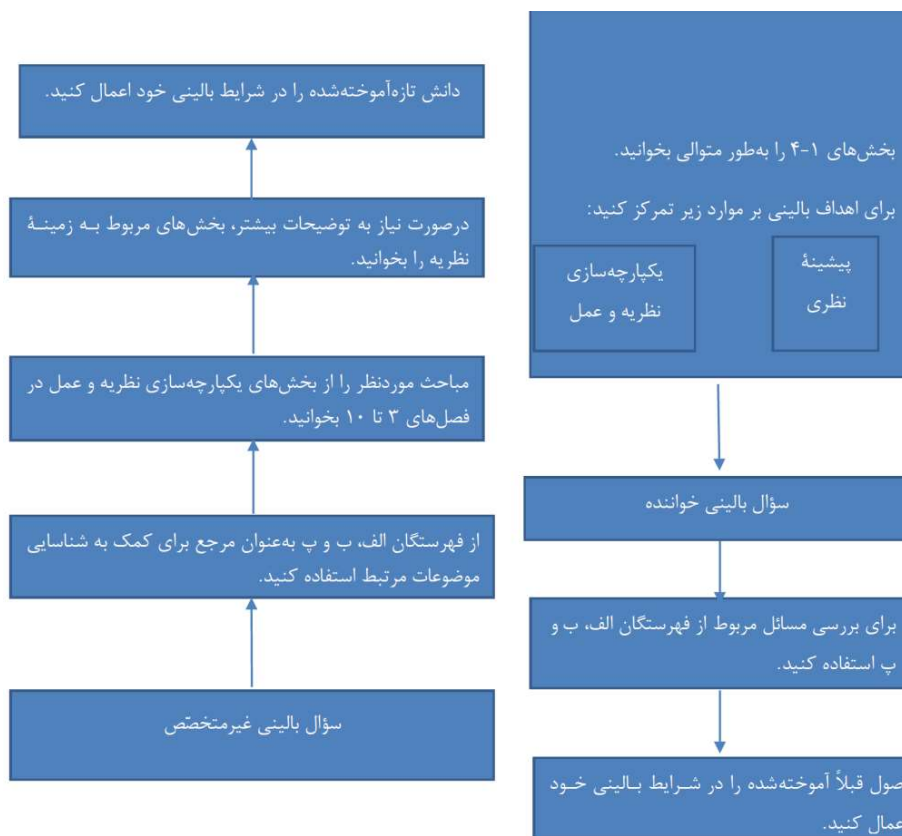 بخش‌های ۱-۴ را به‌طور متوالی بخوانید.
برای اهداف بالینی بر موارد زیر تمرکز کنید:
پیشینهٔ
نظری
یکپارچه‌سازی
نظریه و عمل
سؤال بالینی خواننده
برای بررسی مسائل مربوط از فهرستگان الف، ب و
پ استفاده کنید.
صول قبلاً آموخته‌شده را در شرایط بالینی خود
عمال کنید.
دانش تازه‌آموخته‌شده را در شرایط بالینی خود اعمال کنید.
درصورت نیاز به توضیحات بیشتر، بخش‌های مربوط به زمینهٔ
نظریه را بخوانید.
مباحث موردنظر را از بخش‌های یکپارچه‌سازی نظریه و عمل در
فصل‌های ۳ تا ۱۰ بخوانید.
از فهرستگان الف، ب و پ به‌عنوان مرجع برای کمک به شناسایی
موضوعات مرتبط استفاده کنید.
سؤال بالینی غیرمتخصّص